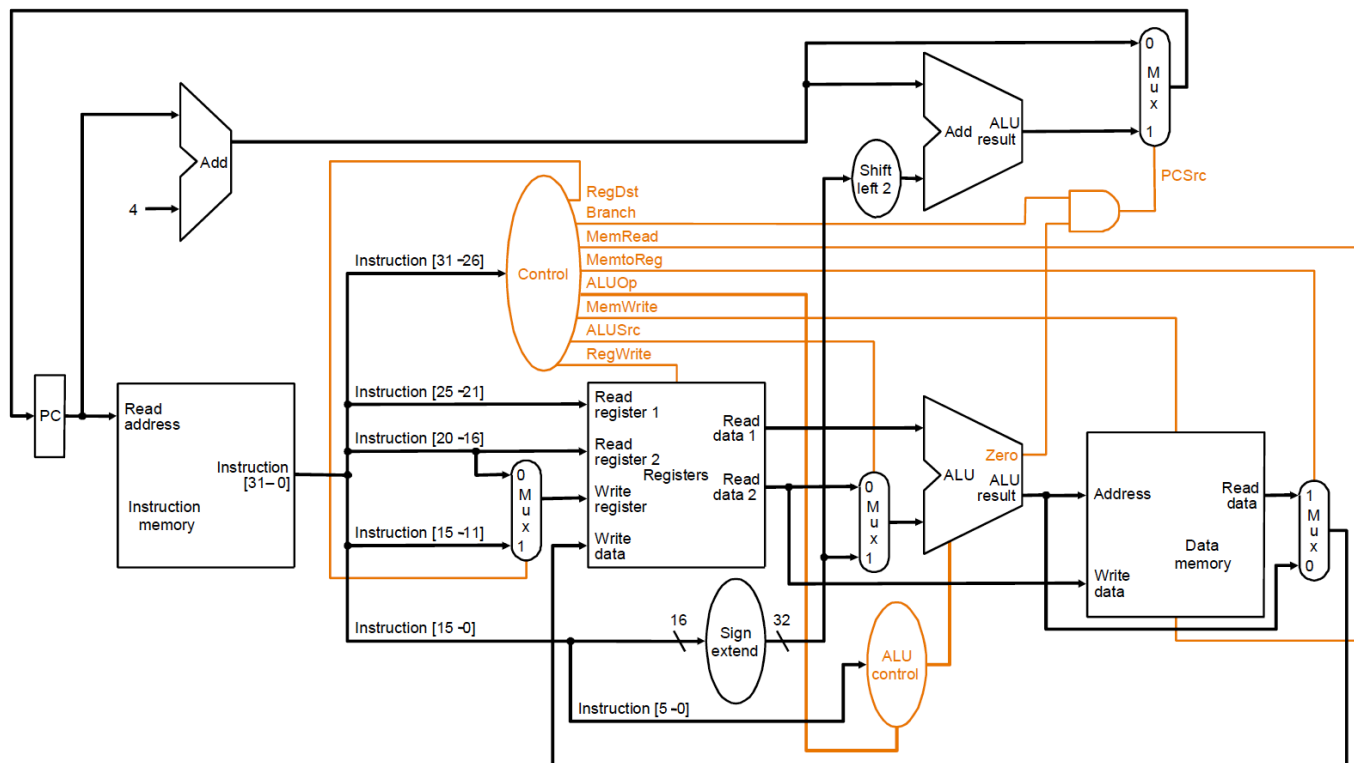 0
M
u
x
1
Add
ALU
result
Add
4
Shift
left 2
PCSrc
RegDst
Branch
MemRead
MemtoReg
ALUOp
MemWrite
ALUSrc
RegWrite
Control
Instruction [31 –26]
Instruction [25 –21]
Instruction [20 –16]
Instruction [15 –11]
Instruction [15 –0]
Instruction [5 –0]
PC
Read
address
Instruction
[31– 0]
Instruction
memory
0
M
u
x
1
Read
register 1
Read
register 2
Write
register
Write
data
Registers
Read
data 1
Read
data 2
0
M
u
x
1
Zero
ALU
ALU
result
Address
Write
data
Read
data
Data
memory
1
M
u
x
0
16
Sign
extend
32
ALU
control